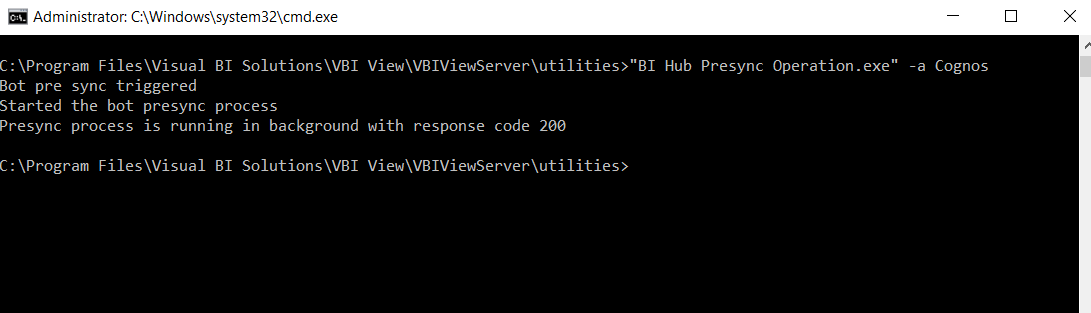 Administrator: C:\Windows\system32\cmd.exe
C:\Program Files\Visual BI Solutions\VBI View\VBIViewServer\utilities>"BI Hub Presync Operation.exe" -a Cognos
Bot pre sync triggered
Started the bot presync process
Presync process is running in background with response code 200
C:\Program Files\Visual BI Solutions\VBI View\VBIViewServer\utilities>